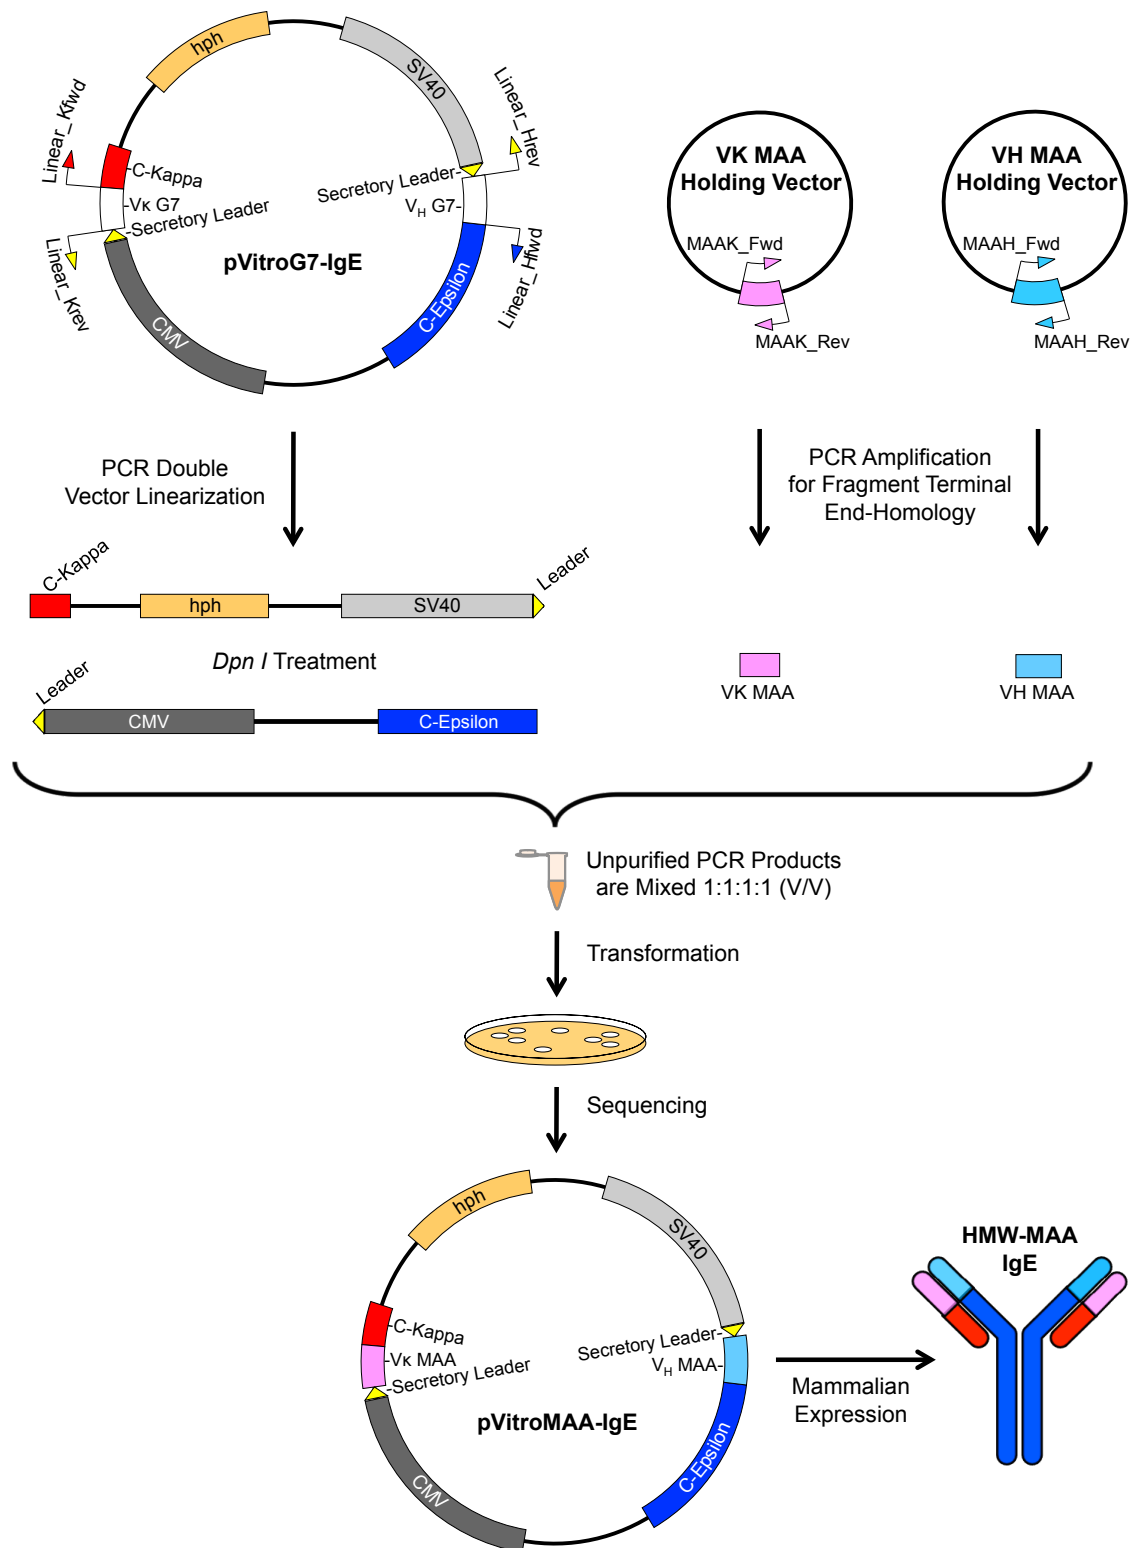 hph
SV40
Linear_Kfwd
Linear_Hrev
C-Kappa
Secretory Leader
Vκ G7
VH G7
Secretory Leader
pVitroG7-IgE
Linear_Krev
Linear_Hfwd
CMV
C-Epsilon
VK MAA
Holding Vector
MAAK_Fwd
MAAK_Rev
VH MAA
Holding Vector
MAAH_Fwd
MAAH_Rev
PCR Double
Vector Linearization
PCR Amplification
for Fragment Terminal
End-Homology
C-Kappa
hph
SV40
Leader
Dpn I Treatment
Leader
CMV
C-Epsilon
VK MAA
VH MAA
Unpurified PCR Products
are Mixed 1:1:1:1 (V/V)
Transformation
Sequencing
hph
SV40
C-Kappa
Secretory Leader
Vκ MAA
VH MAA
Secretory Leader
pVitroMAA-IgE
CMV
C-Epsilon
Mammalian
Expression
HMW-MAA
IgE